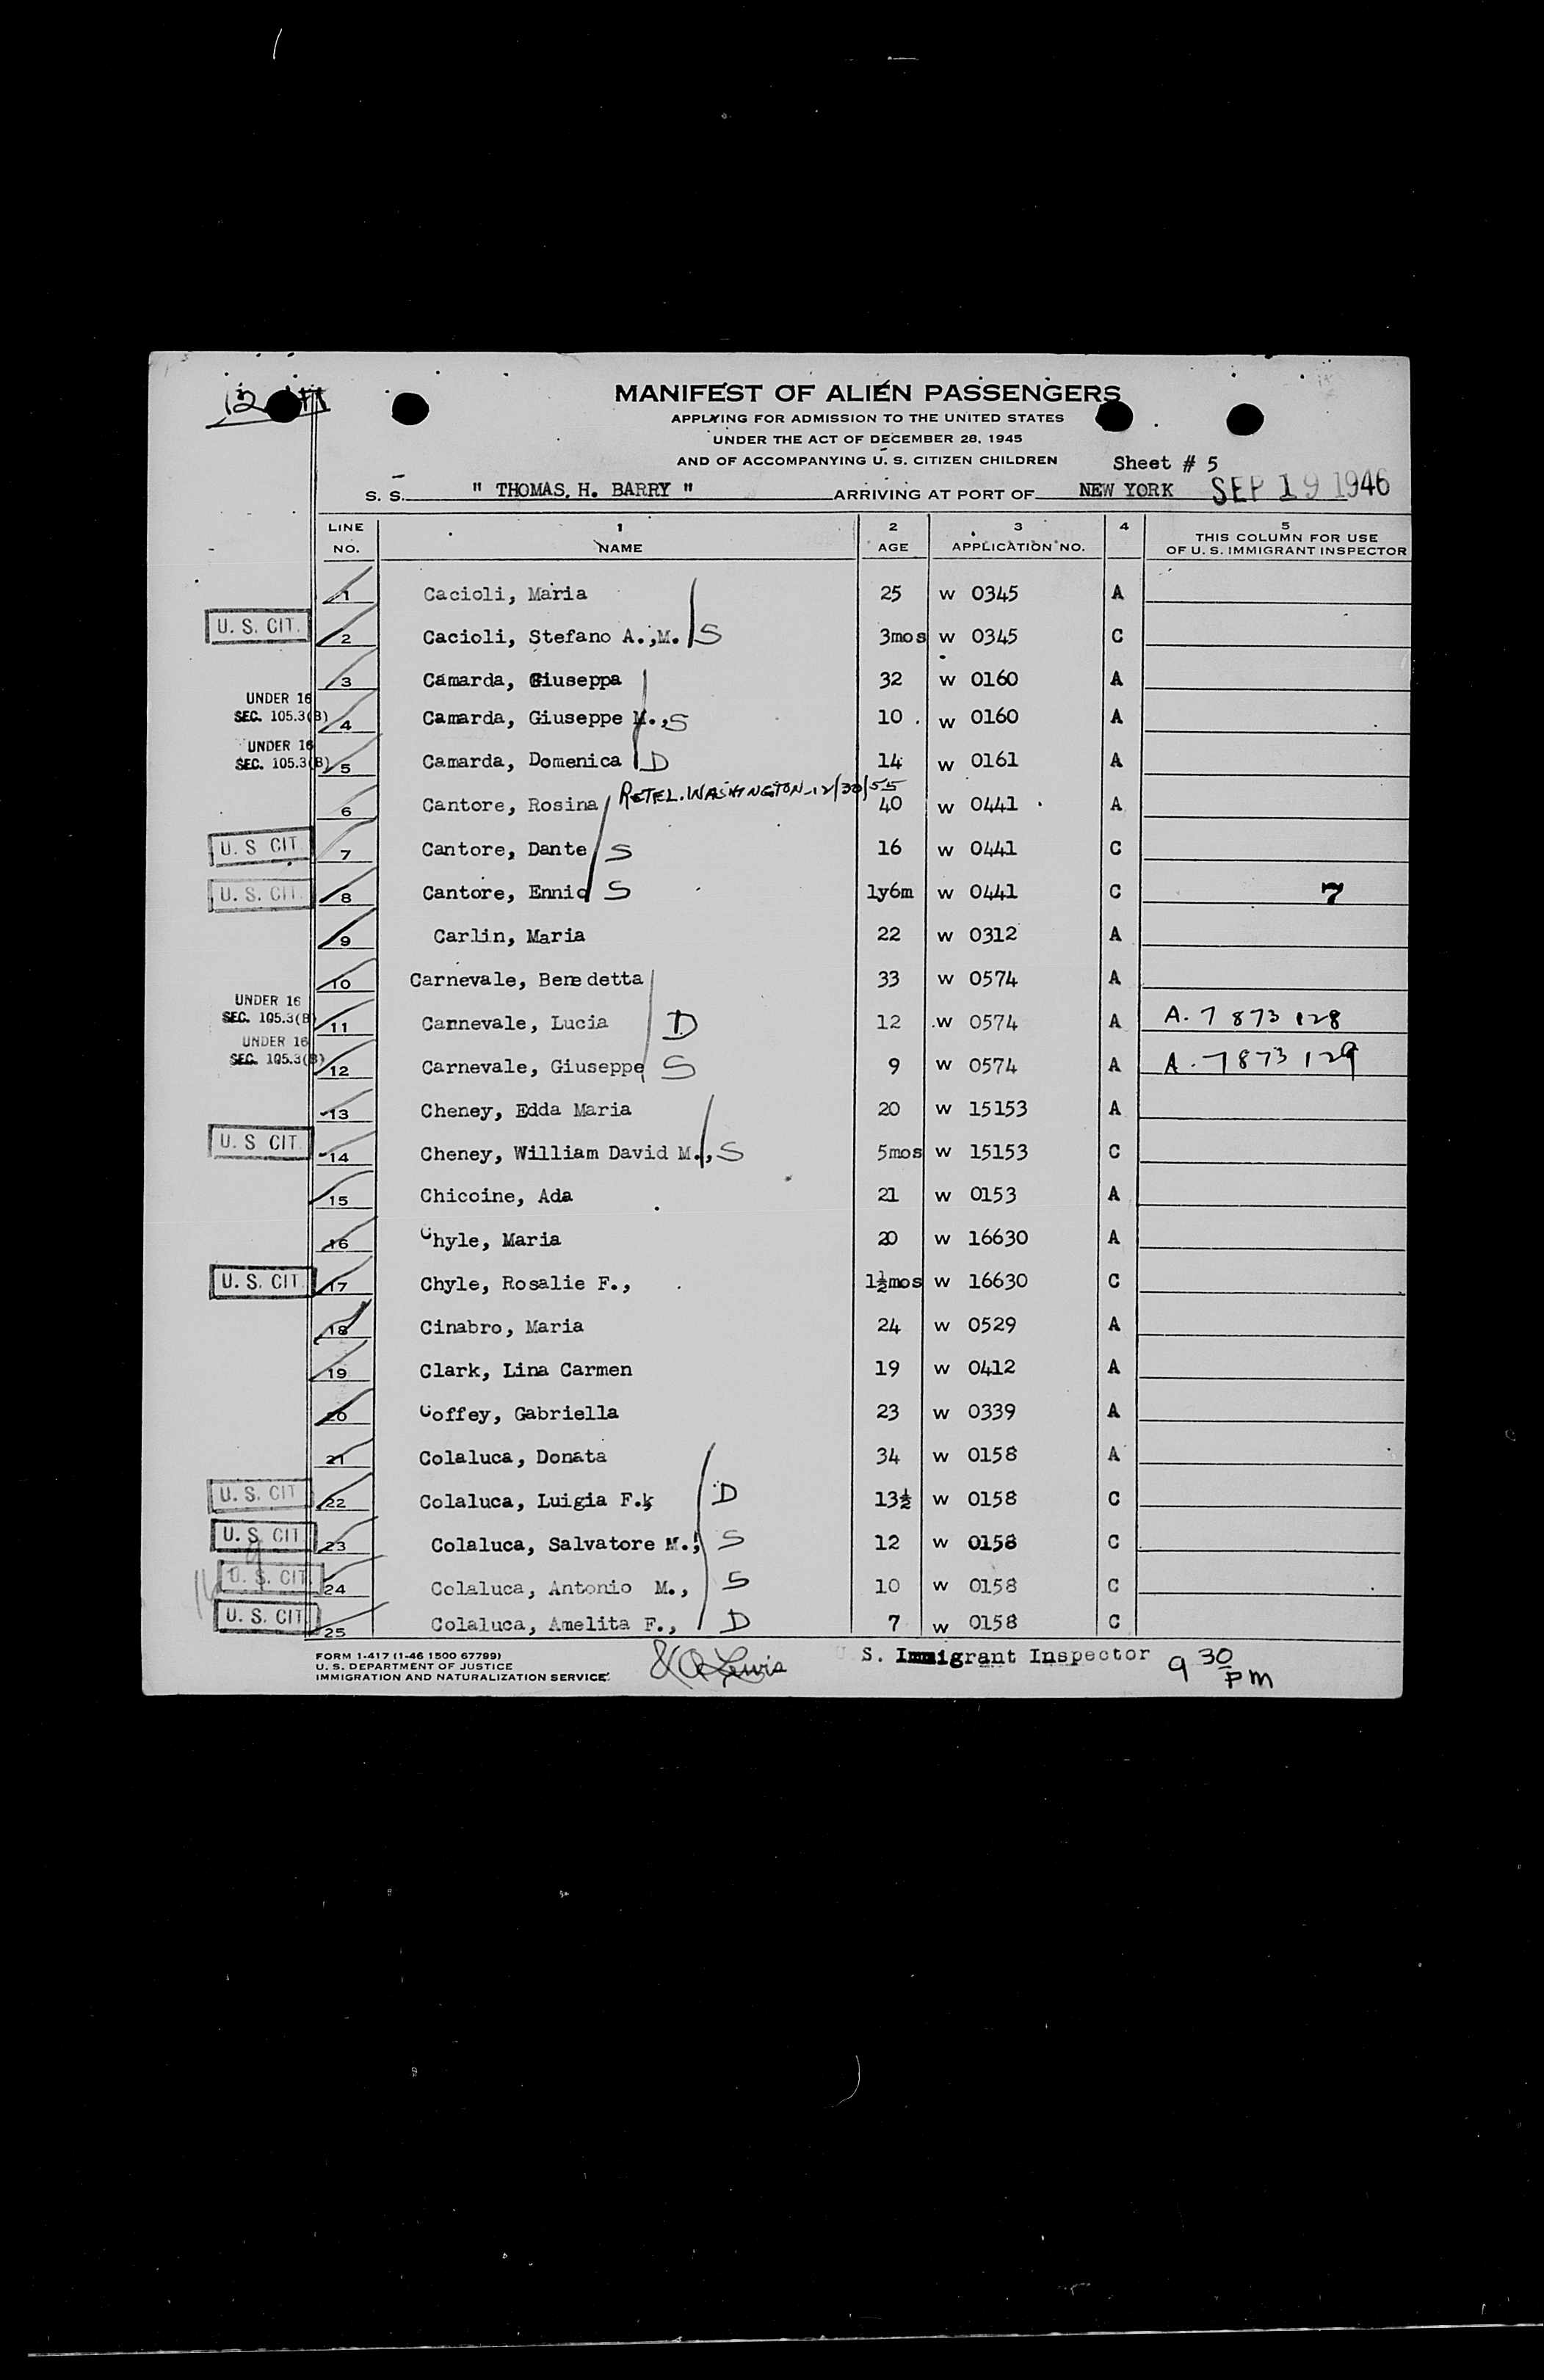 MANIFEST OF ALIEN PASSENGERS
APPLYING FOR ADMISSION TO THE UNITED STATES
UNDER THE ACT OF DECEMBER 28, 1945
AND OF ACCOMPANYING U. S. CITIZEN CHILDREN
Sheet # 5
S. S. " THOMAS. H. BARRY " ARRIVING AT PORT OF NEW YORK SEP 19 1946
LINE NO. 1 NAME 2 AGE 3 APPLICATION NO. 4 5 THIS COLUMN FOR USE OF U. S. IMMIGRANT INSPECTOR
1 Cacioli, Maria 25 W 0345 A
U. S. CIT. 2 Cacioli, Stefano A.,M. S 3mos W 0345 C
3 Camarda, Giuseppa 32 W 0160 A
UNDER 16 SEC. 105.3(B) 4 Camarda, Giuseppe M., S 10 W 0160 A
UNDER 16 SEC. 105.3(B) 5 Camarda, Domenica D 14 W 0161 A
6 Cantore, Rosina RETEL. WASHINGTON-12/30/55 40 W 0441 A
U. S CIT 7 Cantore, Dante S 16 W 0441 C
U. S. CIT. 8 Cantore, Ennio S 1y6m W 0441 C 7
9 Carlin, Maria 22 W 0312 A
10 Carnevale, Benedetta 33 W 0574 A
UNDER 16 SEC. 105.3(B) 11 Carnevale, Lucia D 12 W 0574 A A. 7 873 128
UNDER 16 SEC. 105.3(B) 12 Carnevale, Giuseppe S 9 W 0574 A A. 7873 129
13 Cheney, Edda Maria 20 W 15153 A
U. S CIT. 14 Cheney, William David M., S 5mos W 15153 C
15 Chicoine, Ada 21 W 0153 A
16 Chyle, Maria 20 W 16630 A
U. S. CIT. 17 Chyle, Rosalie F., 1½mos W 16630 C
18 Cinabro, Maria 24 W 0529 A
19 Clark, Lina Carmen 19 W 0412 A
20 Coffey, Gabriella 23 W 0339 A
21 Colaluca, Donata 34 W 0158 A
U. S. CIT 22 Colaluca, Luigia F., D 13½ W 0158 C
U. S. CIT 23 Colaluca, Salvatore M., S 12 W 0158 C
U. S. CIT. 24 Colaluca, Antonio M., S 10 W 0158 C
U. S. CIT 25 Colaluca, Amelita F., D 7 W 0158 C
FORM 1-417 (1-46 1500 67799)
U. S. DEPARTMENT OF JUSTICE
IMMIGRATION AND NATURALIZATION SERVICE
Lewis U S. Immigrant Inspector 9 30 pm